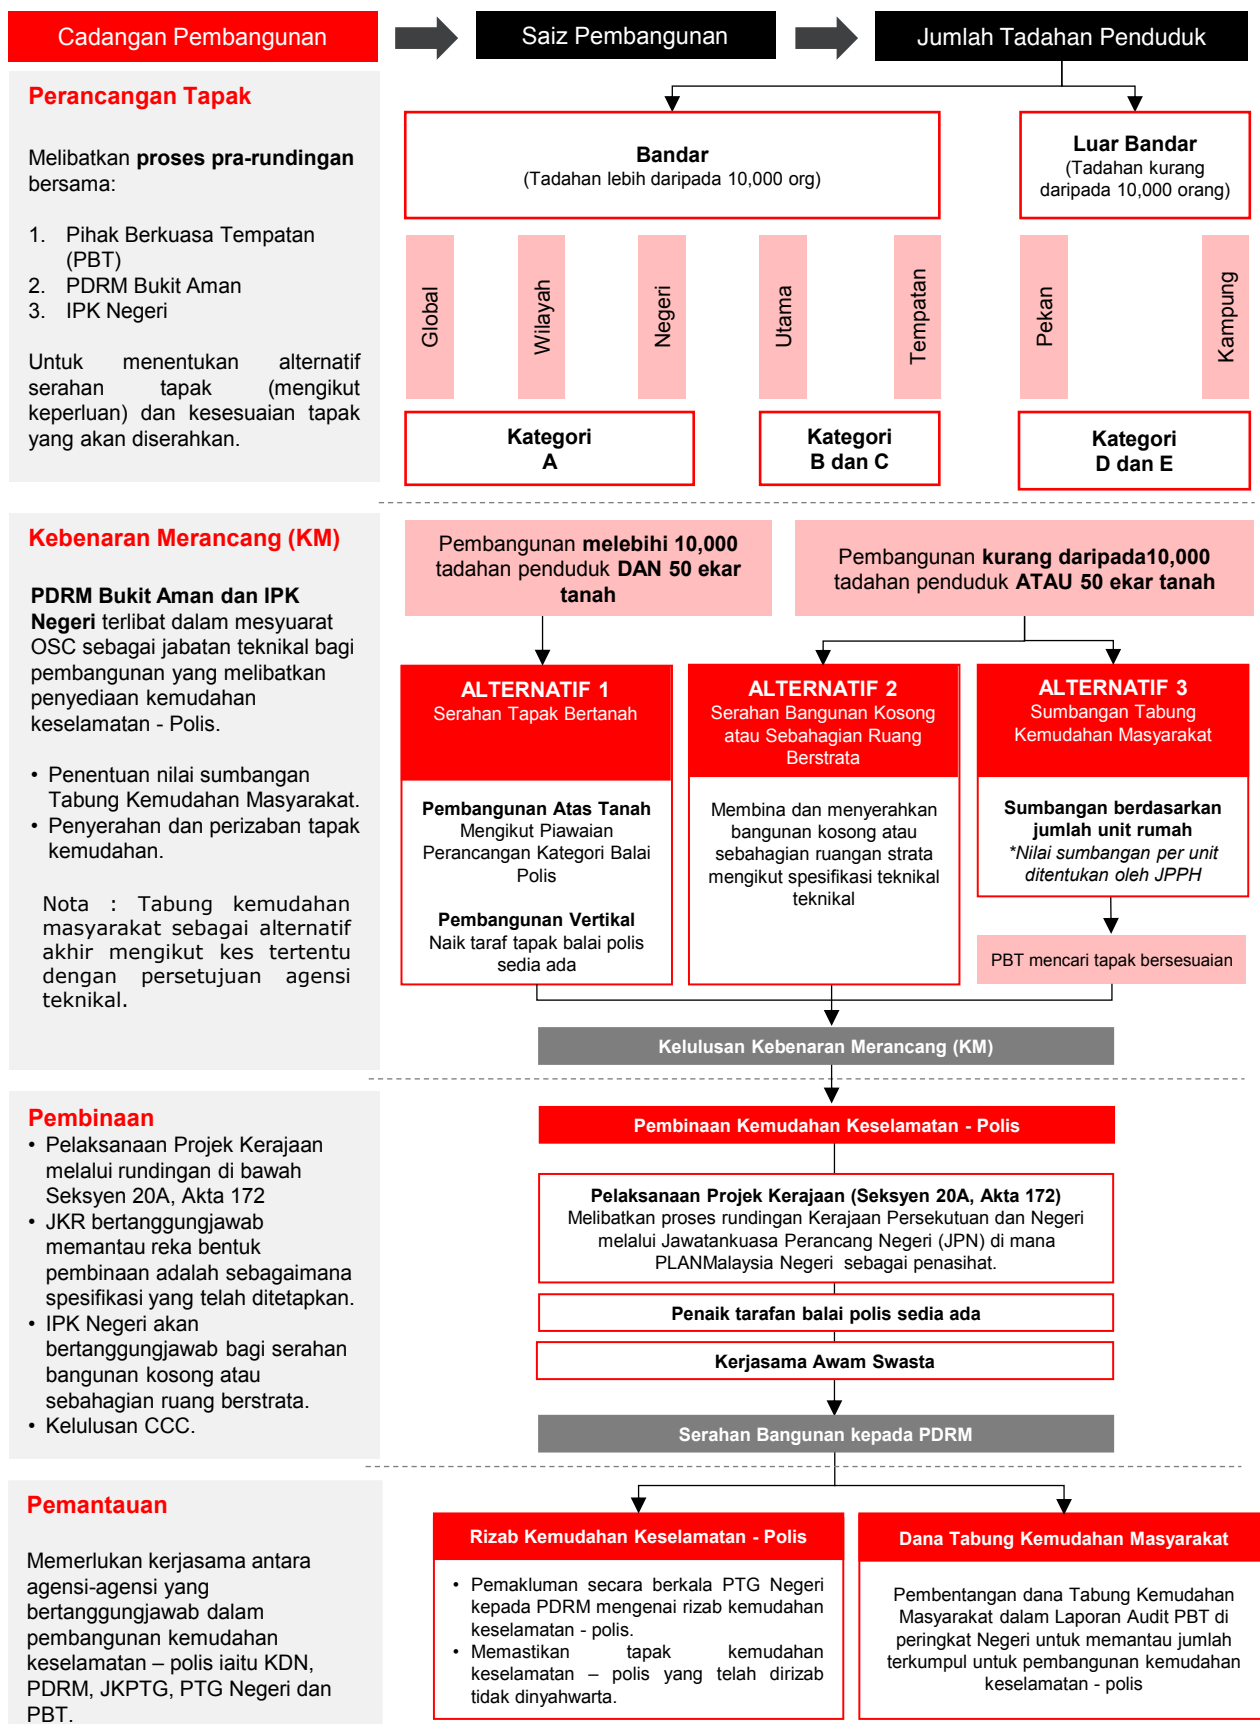 Cadangan Pembangunan
Saiz Pembangunan
Jumlah Tadahan Penduduk
Perancangan Tapak
Melibatkan proses pra-rundingan
bersama:
1. Pihak Berkuasa Tempatan
(PBT)
2. PDRM Bukit Aman
3. IPK Negeri
Untuk menentukan alternatif
serahan tapak (mengikut
keperluan) dan kesesuaian tapak
yang akan diserahkan.
Bandar
(Tadahan lebih daripada 10,000 org)
Luar Bandar
(Tadahan kurang
daripada 10,000 orang)
Global
Wilayah
Negeri
Utama
Tempatan
Pekan
Kampung
Kategori
A
Kategori
B dan C
Kategori
D dan E
Kebenaran Merancang (KM)
PDRM Bukit Aman dan IPK
Negeri terlibat dalam mesyuarat
OSC sebagai jabatan teknikal bagi
pembangunan yang melibatkan
penyediaan kemudahan
keselamatan - Polis.
• Penentuan nilai sumbangan
Tabung Kemudahan Masyarakat.
• Penyerahan dan perizaban tapak
kemudahan.
Nota : Tabung kemudahan
masyarakat sebagai alternatif
akhir mengikut kes tertentu
dengan persetujuan agensi
teknikal.
Pembangunan melebihi 10,000
tadahan penduduk DAN 50 ekar
tanah
Pembangunan kurang daripada10,000
tadahan penduduk ATAU 50 ekar tanah
ALTERNATIF 1
Serahan Tapak Bertanah
Pembangunan Atas Tanah
Mengikut Piawaian
Perancangan Kategori Balai
Polis
Pembangunan Vertikal
Naik taraf tapak balai polis
sedia ada
ALTERNATIF 2
Serahan Bangunan Kosong
atau Sebahagian Ruang
Berstrata
Membina dan menyerahkan
bangunan kosong atau
sebahagian ruangan strata
mengikut spesifikasi teknikal
teknikal
ALTERNATIF 3
Sumbangan Tabung
Kemudahan Masyarakat
Sumbangan berdasarkan
jumlah unit rumah
*Nilai sumbangan per unit
ditentukan oleh JPPH
PBT mencari tapak bersesuaian
Kelulusan Kebenaran Merancang (KM)
Pembinaan
• Pelaksanaan Projek Kerajaan
melalui rundingan di bawah
Seksyen 20A, Akta 172
• JKR bertanggungjawab
memantau reka bentuk
pembinaan adalah sebagaimana
spesifikasi yang telah ditetapkan.
• IPK Negeri akan
bertanggungjawab bagi serahan
bangunan kosong atau
sebahagian ruang berstrata.
• Kelulusan CCC.
Pembinaan Kemudahan Keselamatan - Polis
Pelaksanaan Projek Kerajaan (Seksyen 20A, Akta 172)
Melibatkan proses rundingan Kerajaan Persekutuan dan Negeri
melalui Jawatankuasa Perancang Negeri (JPN) di mana
PLANMalaysia Negeri sebagai penasihat.
Penaik tarafan balai polis sedia ada
Kerjasama Awam Swasta
Serahan Bangunan kepada PDRM
Pemantauan
Memerlukan kerjasama antara
agensi-agensi yang
bertanggungjawab dalam
pembangunan kemudahan
keselamatan – polis iaitu KDN,
PDRM, JKPTG, PTG Negeri dan
PBT.
Rizab Kemudahan Keselamatan - Polis
• Pemakluman secara berkala PTG Negeri
kepada PDRM mengenai rizab kemudahan
keselamatan - polis.
• Memastikan tapak kemudahan
keselamatan – polis yang telah dirizab
tidak dinyahwarta.
Dana Tabung Kemudahan Masyarakat
Pembentangan dana Tabung Kemudahan
Masyarakat dalam Laporan Audit PBT di
peringkat Negeri untuk memantau jumlah
terkumpul untuk pembangunan kemudahan
keselamatan - polis